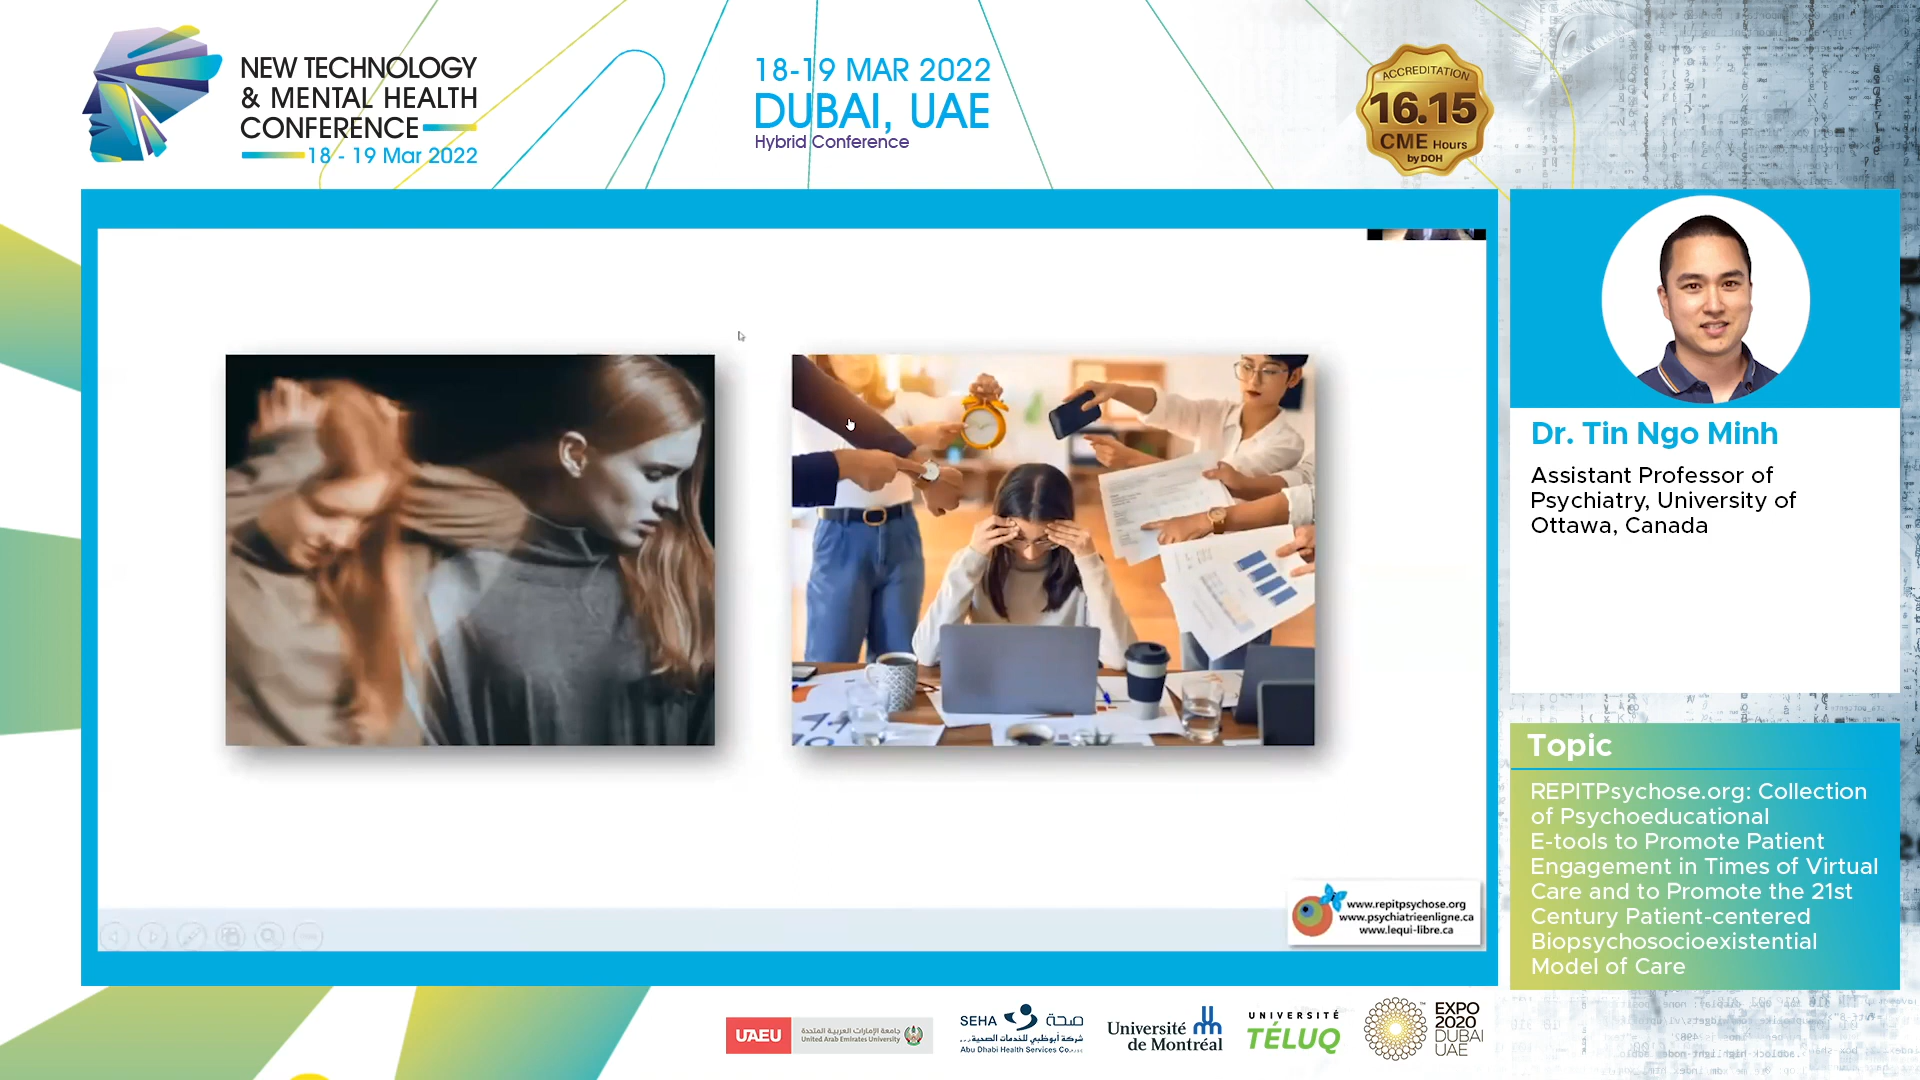 NEW TECHNOLOGY
& MENTAL HEALTH
CONFERENCE
18 - 19 Mar 2022
18-19 MAR 2022
DUBAI, UAE
Hybrid Conference
ACCREDITATION
16.15
CME Hours
by DOH
Dr. Tin Ngo Minh
Assistant Professor of
Psychiatry, University of
Ottawa, Canada
Topic
REPITPsychose.org: Collection
of Psychoeducational
E-tools to Promote Patient
Engagement in Times of Virtual
Care and to Promote the 21st
Century Patient-centered
Biopsychosocioexistential
Model of Care
www.repitpsychose.org
www.psychiatrieenligne.ca
www.lequi-libre.ca
UAEU
جامعة الإمارات العربية المتحدة
United Arab Emirates University
SEHA صحة
شركة أبوظبي للخدمات الصحية
Abu Dhabi Health Services Co.
Université
de Montréal
UNIVERSITÉ
TÉLUQ
EXPO
2020
DUBAI
UAE